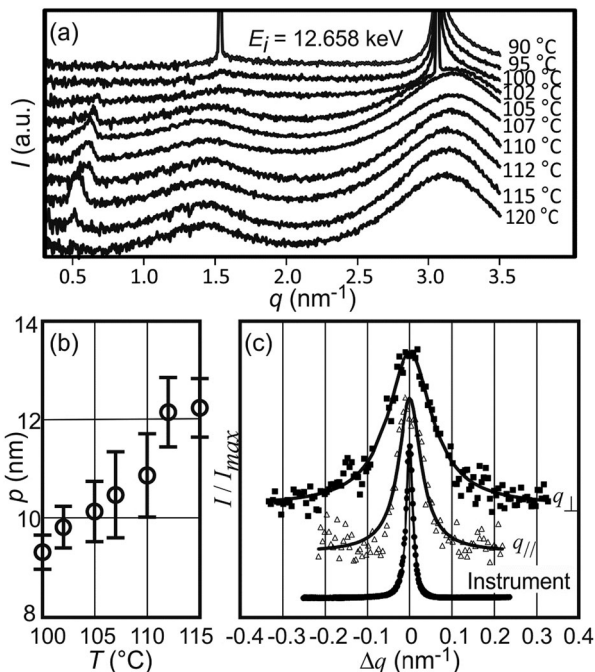 (a)
E_i = 12.658 keV
90 °C
95 °C
100 °C
102 °C
105 °C
107 °C
110 °C
112 °C
115 °C
120 °C
I (a.u.)
0.5 1.0 1.5 2.0 2.5 3.0 3.5
q (nm⁻¹)
(b)
14
12
10
8
p (nm)
100 105 110 115
T (°C)
(c)
I / I_max
q⊥
q//
Instrument
-0.4 -0.3 -0.2 -0.1 0 0.1 0.2 0.3 0.4
Δq (nm⁻¹)